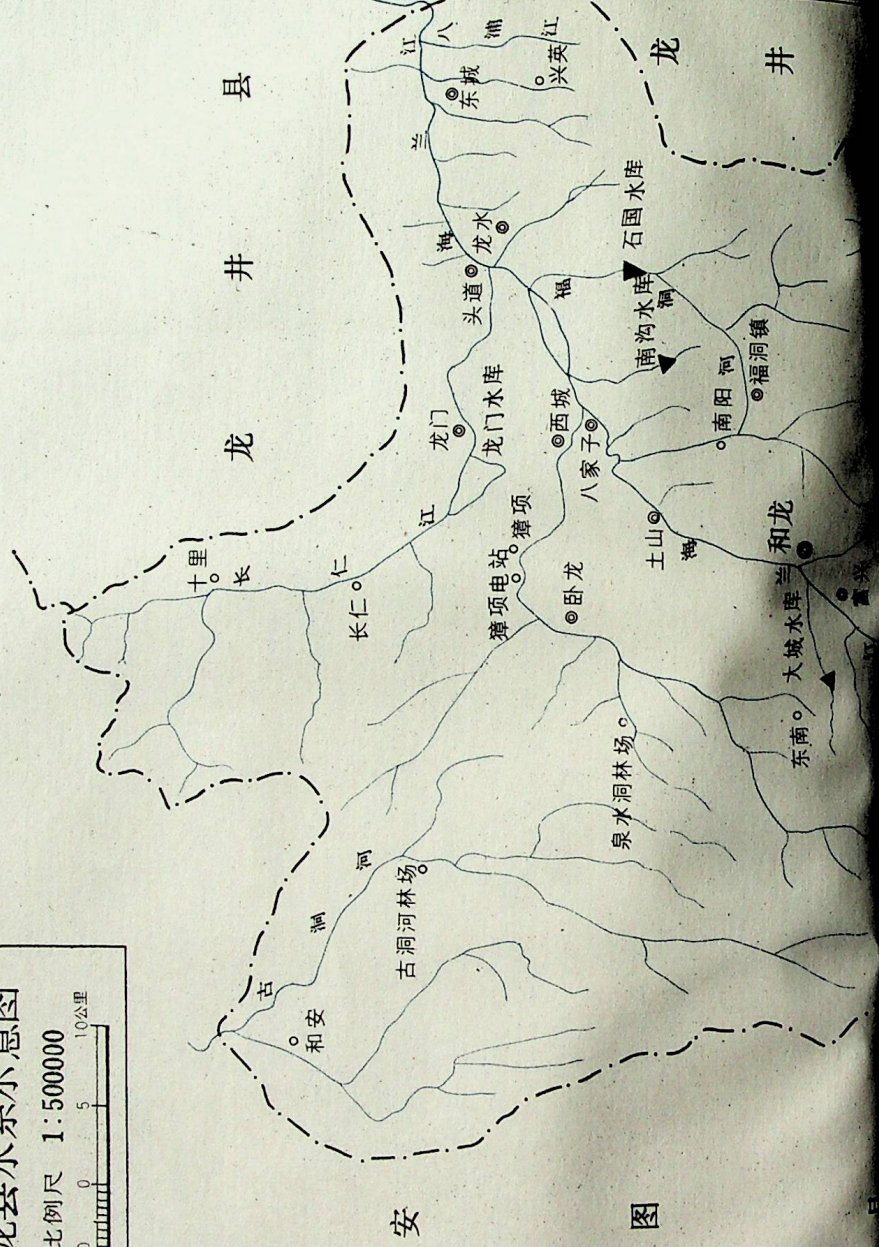 龙县水系示意图
比例尺 1:500000
0 5 10公里
龙井县
龙井
安图
八浦江
海兰江
长仁江
福洞河
古洞河
东城
兴英
龙水
头道
石国水库
南沟水库
龙门
龙门水库
西城
八家子
南阳
福洞镇
獐项
獐项电站
土山
和龙
富兴
大城水库
东南
卧龙
泉水洞林场
十里
长仁
古洞河林场
和安